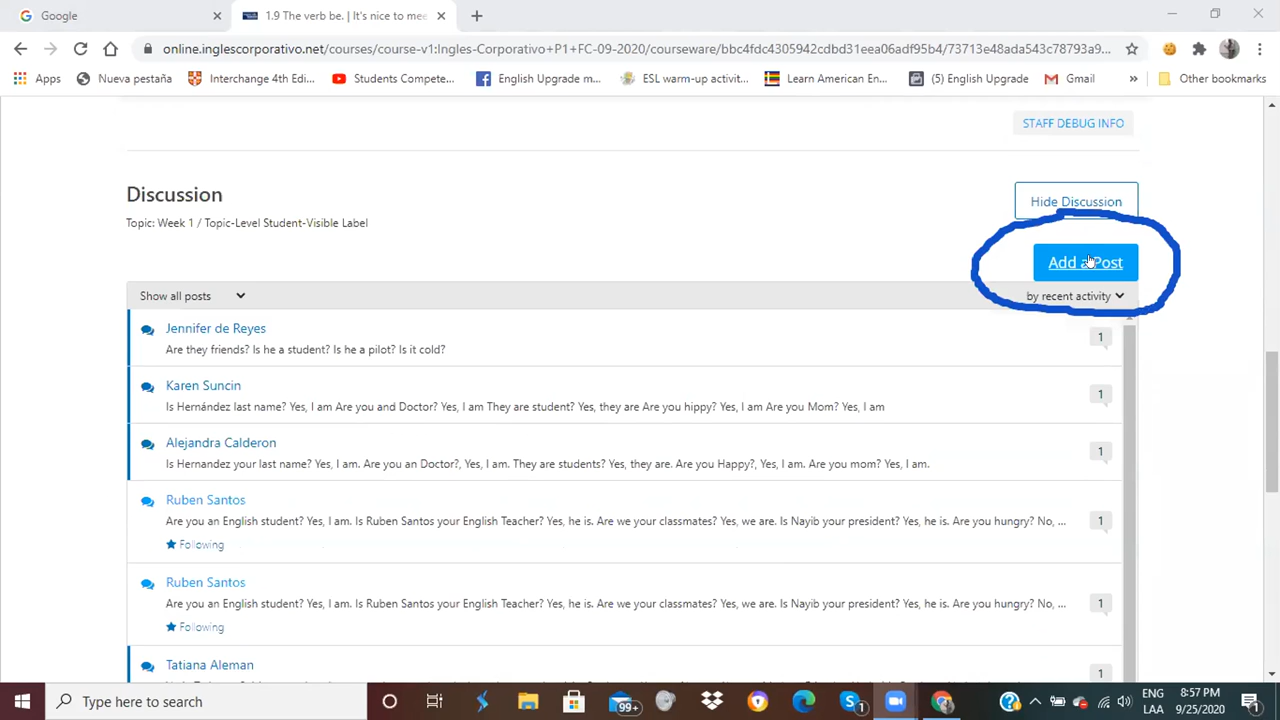 Google
1.9 The verb be. | It's nice to mee
online.inglescorporativo.net/courses/course-v1:Ingles-Corporativo+P1+FC-09-2020/courseware/bbc4fdc4305942cdbd31eea06adf95b4/73713e48ada543c78793a9...
Apps
Nueva pestaña
Interchange 4th Edi...
Students Compete...
English Upgrade m...
ESL warm-up activit...
Learn American En...
(5) English Upgrade
Gmail
»
Other bookmarks
STAFF DEBUG INFO
Discussion
Hide Discussion
Topic: Week 1 / Topic-Level Student-Visible Label
Add a Post
Show all posts
by recent activity
Jennifer de Reyes
Are they friends? Is he a student? Is he a pilot? Is it cold?
1
Karen Suncin
Is Hernández last name? Yes, I am Are you and Doctor? Yes, I am They are student? Yes, they are Are you hippy? Yes, I am Are you Mom? Yes, I am
1
Alejandra Calderon
Is Hernandez your last name? Yes, I am. Are you an Doctor?, Yes, I am. They are students? Yes, they are. Are you Happy?, Yes, I am. Are you mom? Yes, I am.
1
Ruben Santos
Are you an English student? Yes, I am. Is Ruben Santos your English Teacher? Yes, he is. Are we your classmates? Yes, we are. Is Nayib your president? Yes, he is. Are you hungry? No, ...
1
Following
Ruben Santos
Are you an English student? Yes, I am. Is Ruben Santos your English Teacher? Yes, he is. Are we your classmates? Yes, we are. Is Nayib your president? Yes, he is. Are you hungry? No, ...
1
Following
Tatiana Aleman
1
Type here to search
99+
1
ENG
LAA
8:57 PM
9/25/2020
1